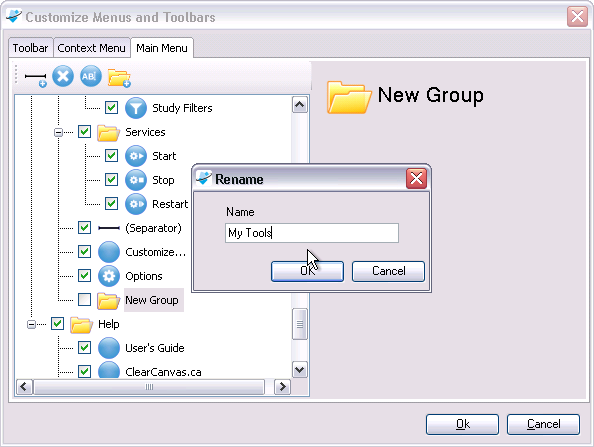 Customize Menus and Toolbars
Toolbar Context Menu Main Menu
AB
Study Filters
Services
Start
Stop
Restart
(Separator)
Customize...
Options
New Group
Help
User's Guide
ClearCanvas.ca
New Group
Rename
Name
My Tools
OK Cancel
Ok Cancel